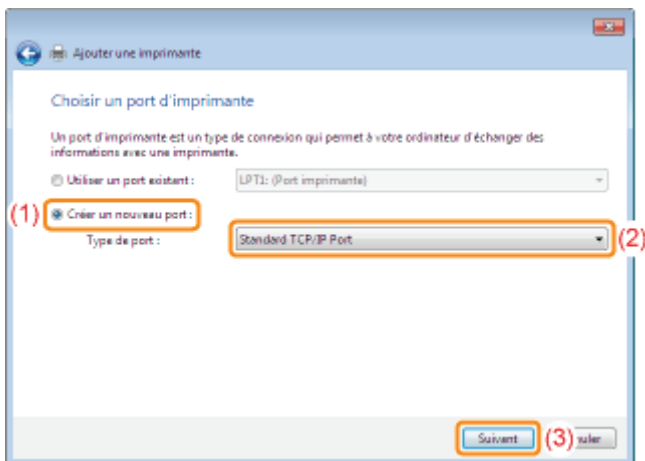 Ajouter une imprimante
Choisir un port d'imprimante
Un port d'imprimante est un type de connexion qui permet à votre ordinateur d'échanger des
informations avec une imprimante.
Utiliser un port existant : LPT1: (Port imprimante)
(1) Créer un nouveau port :
Type de port : Standard TCP/IP Port (2)
Suivant (3) nuler